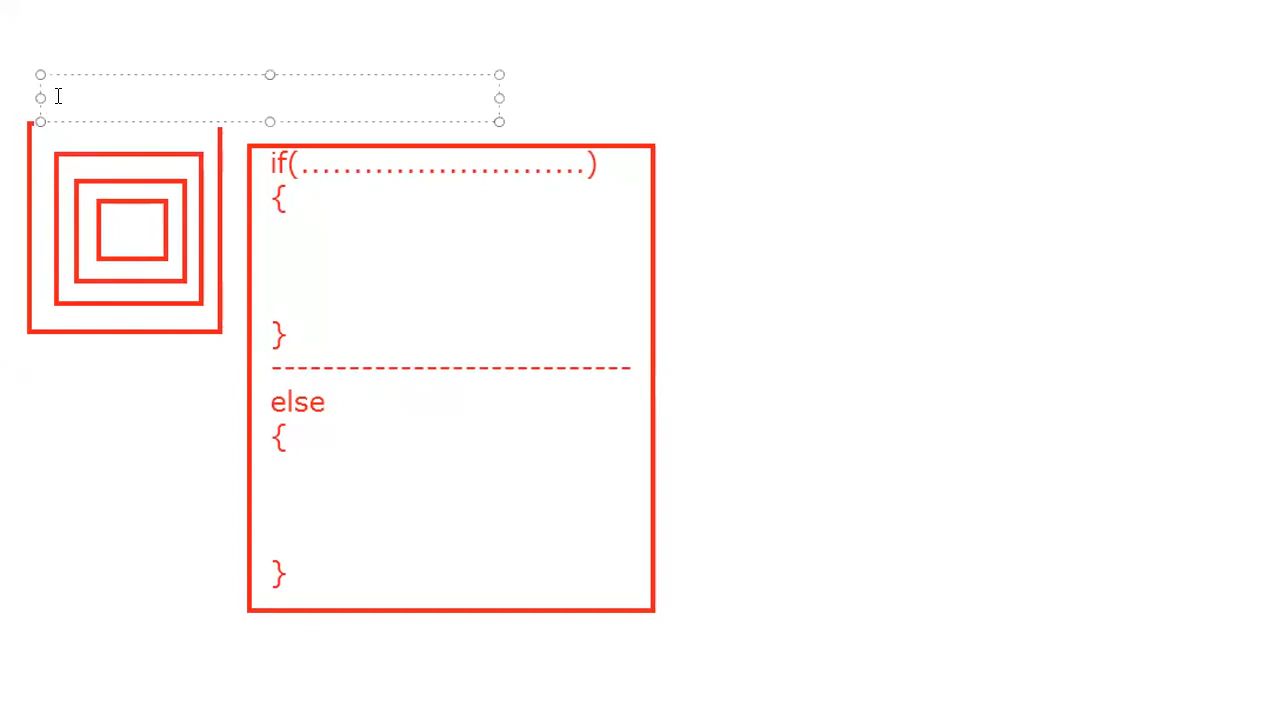 if(...........................)
{
}
----------------------------
else
{
}